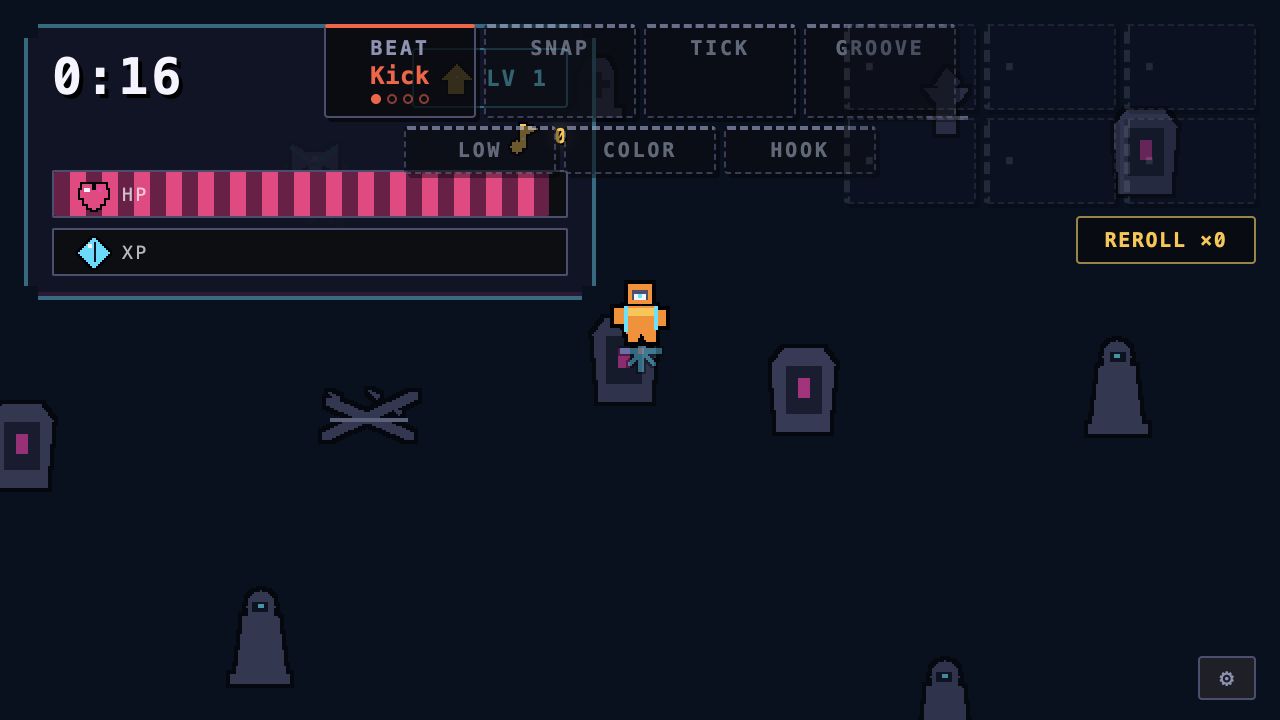 0:16
BEAT
Kick
SNAP
TICK
GROOVE
LV 1
0
LOW
COLOR
HOOK
HP
XP
REROLL ×0